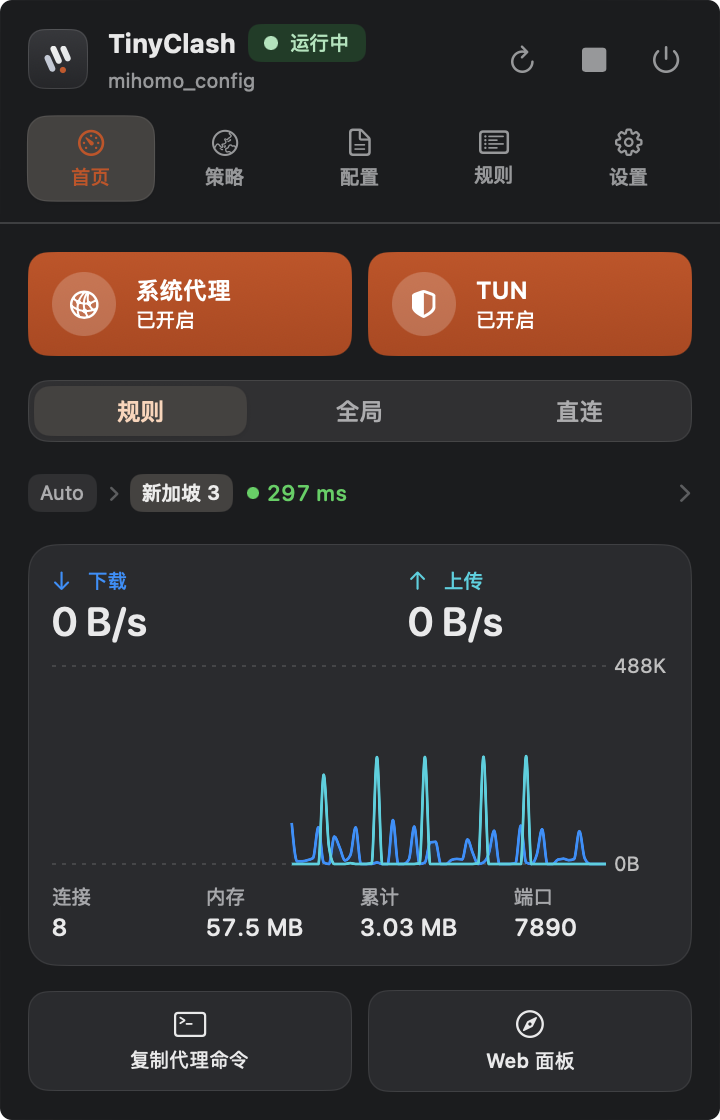 TinyClash
运行中
mihomo_config
首页
策略
配置
规则
设置
系统代理
已开启
TUN
已开启
规则
全局
直连
Auto
新加坡 3
297 ms
下载
上传
0 B/s
0 B/s
488K
0B
连接
内存
累计
端口
8
57.5 MB
3.03 MB
7890
复制代理命令
Web 面板